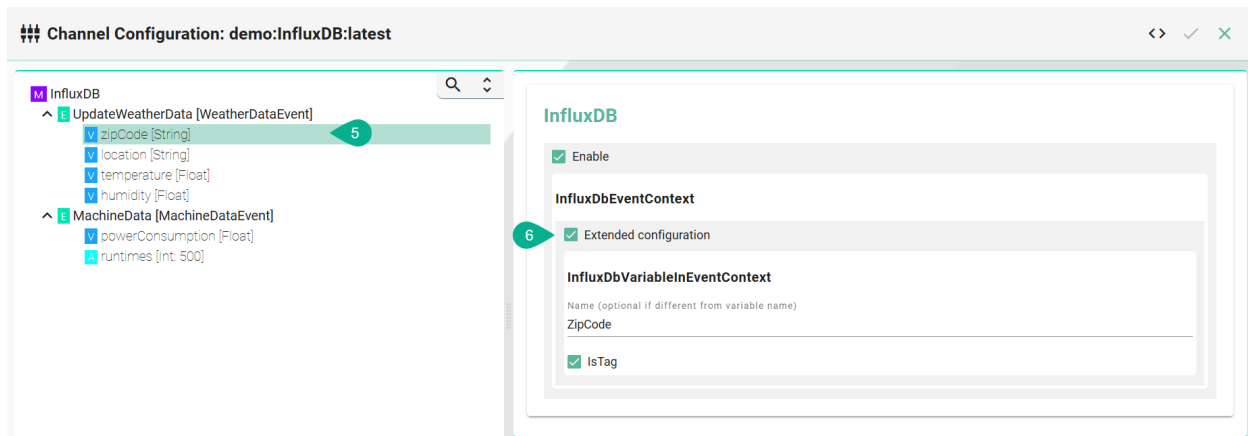 Channel Configuration: demo:InfluxDB:latest
M InfluxDB
E UpdateWeatherData [WeatherDataEvent]
V zipCode [String] 5
V location [String]
V temperature [Float]
V humidity [Float]
E MachineData [MachineDataEvent]
V powerConsumption [Float]
A runtimes [Int: 500]
InfluxDB
Enable
InfluxDbEventContext
6 Extended configuration
InfluxDbVariableInEventContext
Name (optional if different from variable name)
ZipCode
IsTag